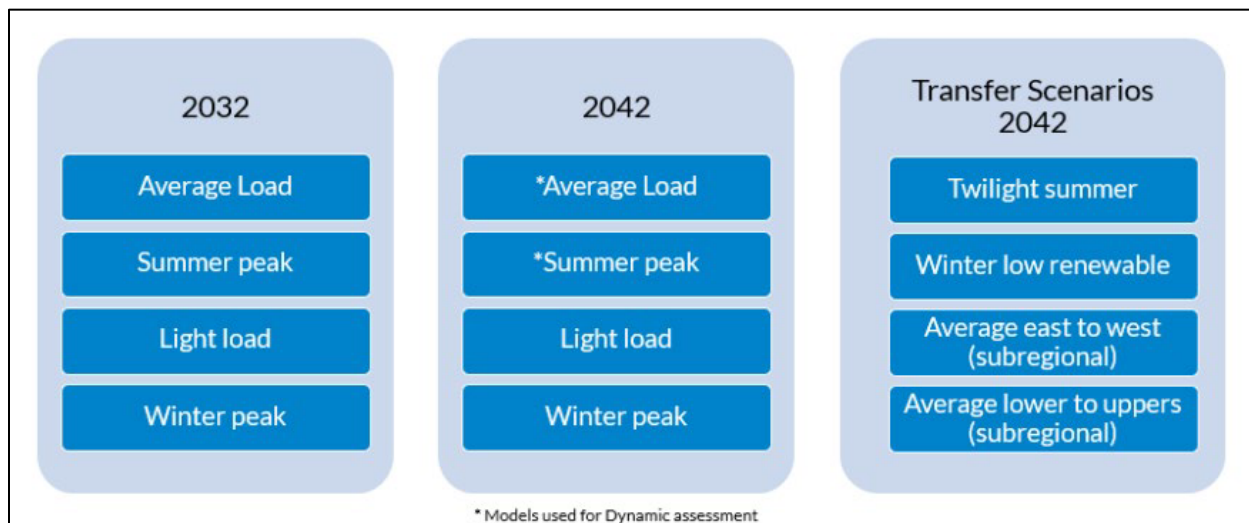 2032
Average Load
Summer peak
Light load
Winter peak
2042
*Average Load
*Summer peak
Light load
Winter peak
Transfer Scenarios
2042
Twilight summer
Winter low renewable
Average east to west
(subregional)
Average lower to uppers
(subregional)
* Models used for Dynamic assessment